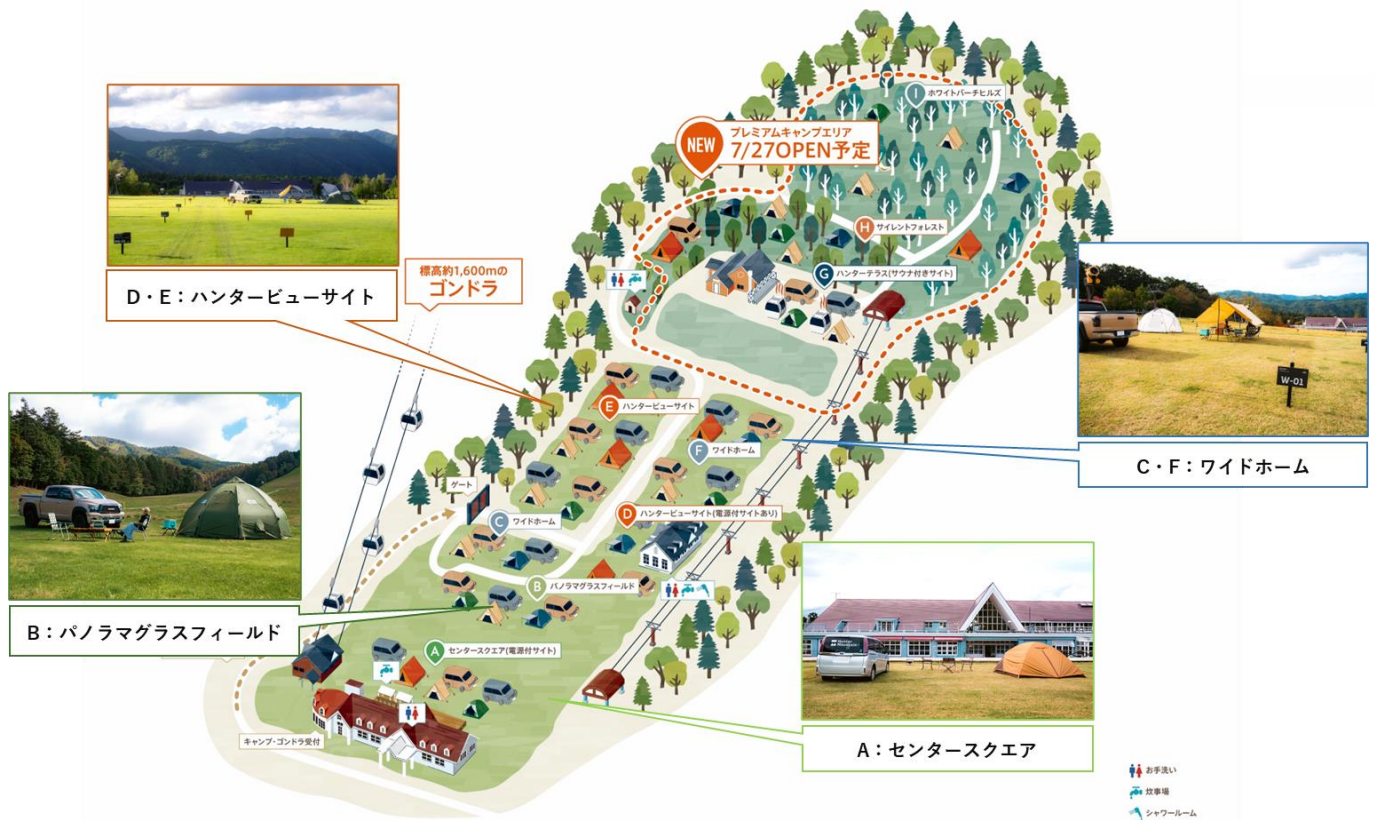 I ホワイトバーチヒルズ
NEW
プレミアムキャンプエリア
7/27OPEN予定
H サイレントフォレスト
G ハンターテラス(サウナ付きサイト)
D・E:ハンタービューサイト
標高約1,600mの
ゴンドラ
W-01
C・F:ワイドホーム
E ハンタービューサイト
F ワイドホーム
ゲート
C ワイドホーム
D ハンタービューサイト(電源付サイトあり)
B パノラマグラスフィールド
B:パノラマグラスフィールド
A センタースクエア(電源付サイト)
キャンプ・ゴンドラ受付
A:センタースクエア
お手洗い
炊事場
シャワールーム